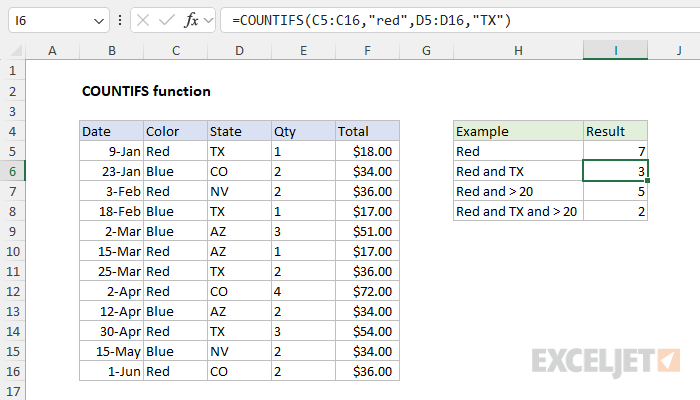 I6 fx =COUNTIFS(C5:C16,"red",D5:D16,"TX")
A B C D E F G H I J
1
2 COUNTIFS function
3
4 Date Color State Qty Total Example Result
5 9-Jan Red TX 1 $18.00 Red 7
6 23-Jan Blue CO 2 $34.00 Red and TX 3
7 3-Feb Red NV 2 $36.00 Red and > 20 5
8 18-Feb Blue TX 1 $17.00 Red and TX and > 20 2
9 2-Mar Blue AZ 3 $51.00
10 15-Mar Red AZ 1 $17.00
11 25-Mar Red TX 2 $36.00
12 2-Apr Red CO 4 $72.00
13 12-Apr Blue AZ 2 $34.00
14 30-Apr Red TX 3 $54.00
15 15-May Blue NV 2 $34.00
16 1-Jun Red CO 2 $36.00
17
EXCELJET